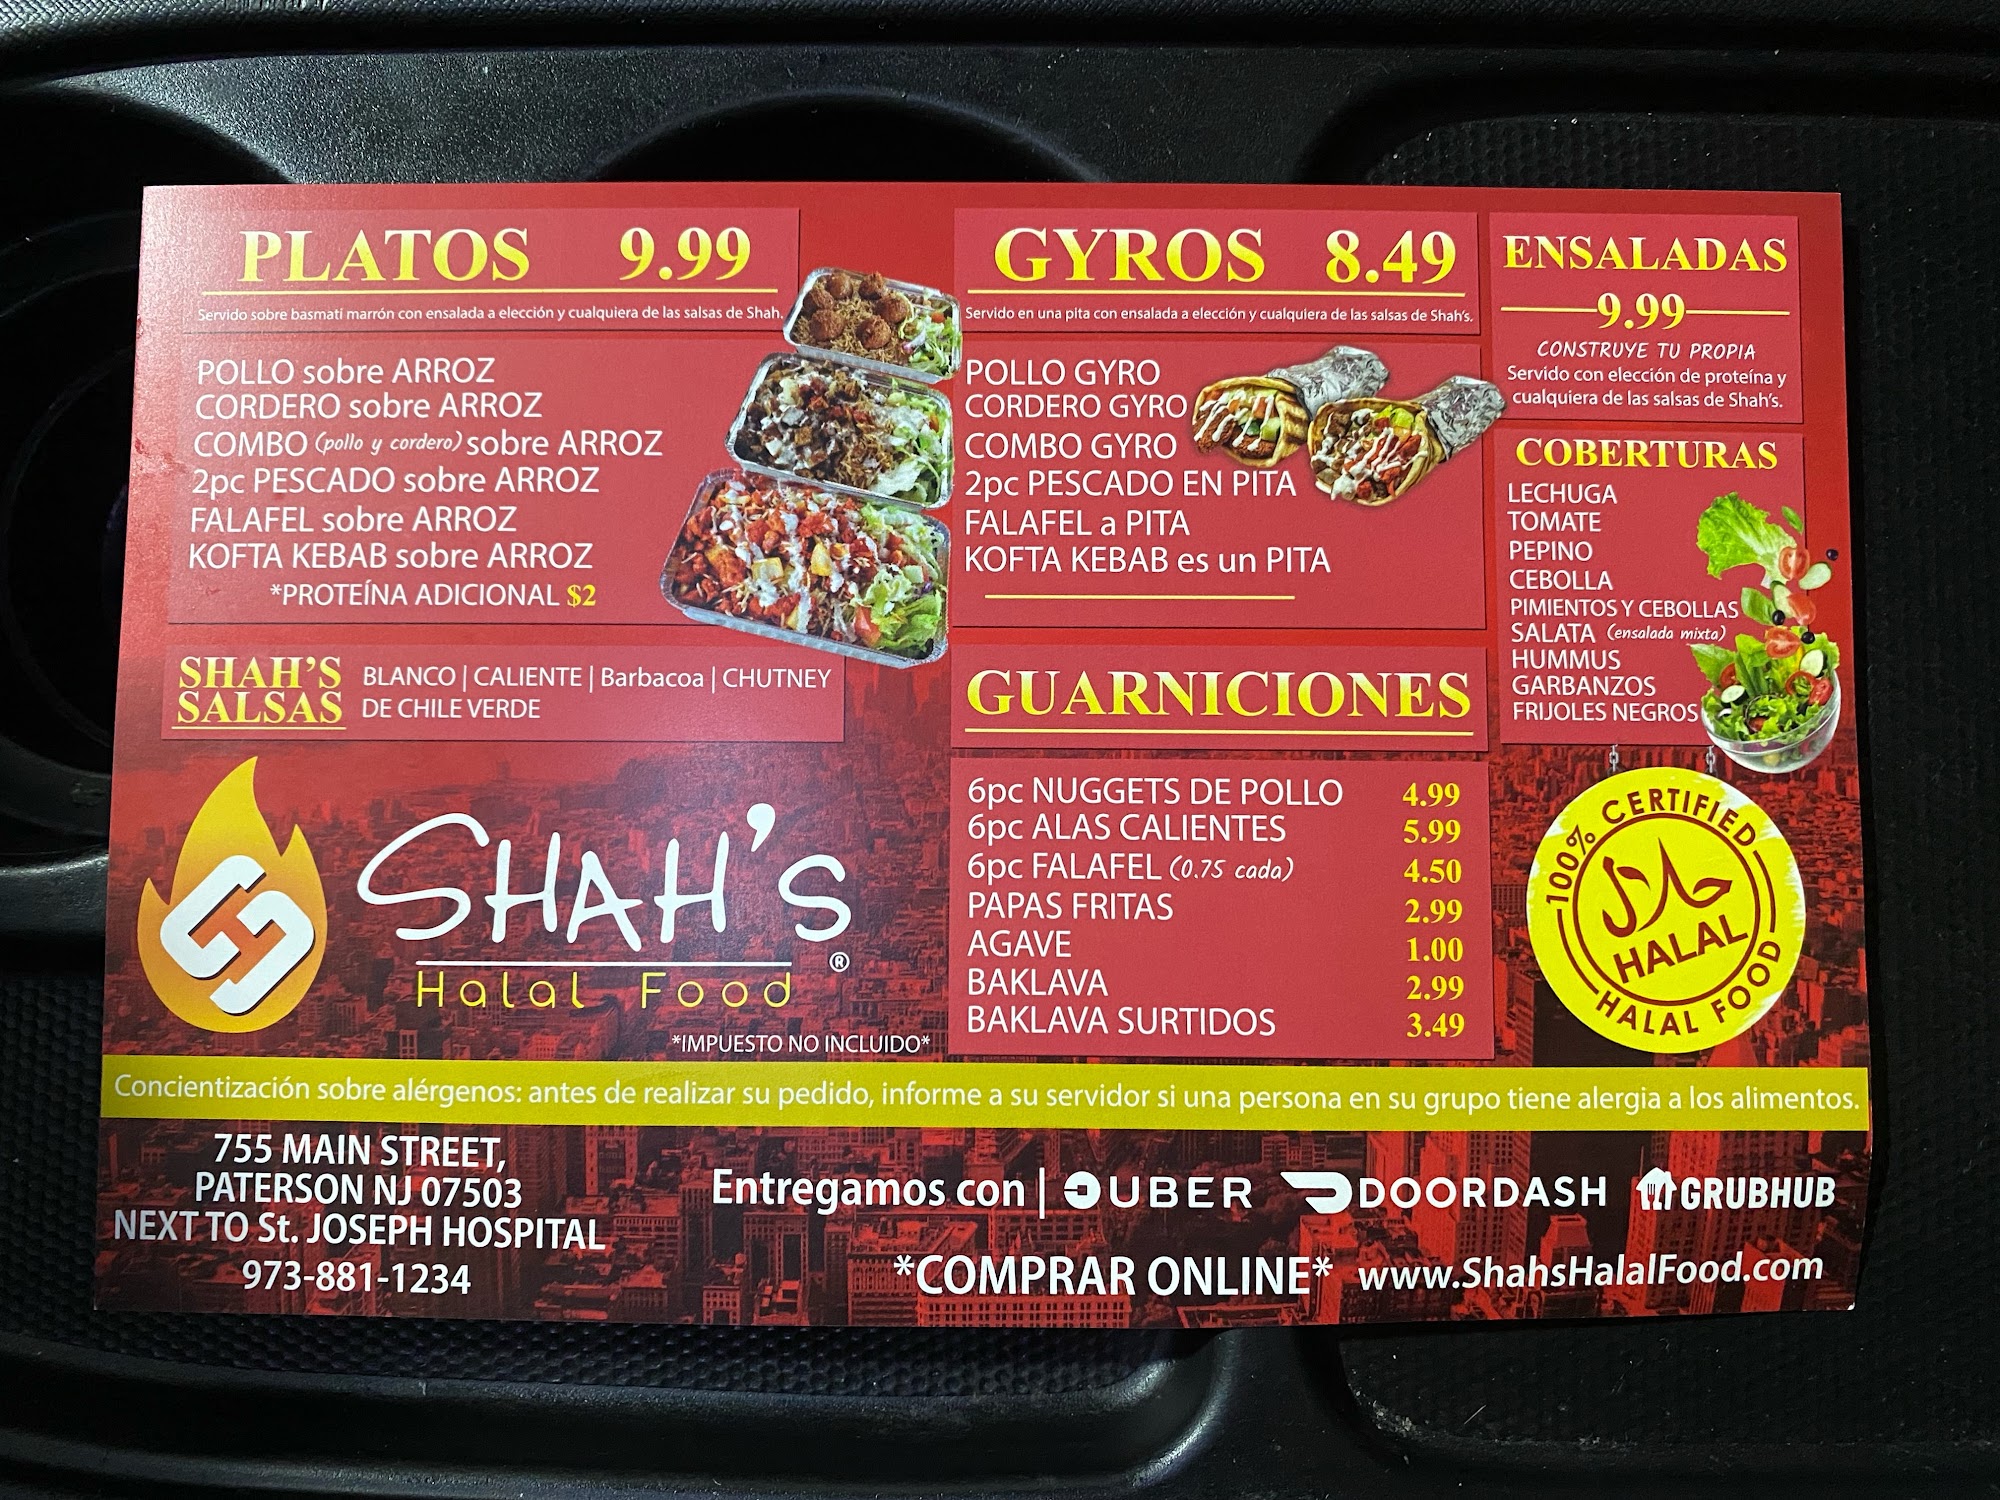 PLATOS 9.99
Servido sobre basmati marrón con ensalada a elección y cualquiera de las salsas de Shah.
POLLO sobre ARROZ
CORDERO sobre ARROZ
COMBO (pollo y cordero) sobre ARROZ
2pc PESCADO sobre ARROZ
FALAFEL sobre ARROZ
KOFTA KEBAB sobre ARROZ
*PROTEÍNA ADICIONAL $2
SHAH'S
SALSAS
BLANCO | CALIENTE | Barbacoa | CHUTNEY
DE CHILE VERDE
GYROS 8.49
Servido en una pita con ensalada a elección y cualquiera de las salsas de Shah's.
POLLO GYRO
CORDERO GYRO
COMBO GYRO
2pc PESCADO EN PITA
FALAFEL a PITA
KOFTA KEBAB es un PITA
GUARNICIONES
6pc NUGGETS DE POLLO 4.99
6pc ALAS CALIENTES 5.99
6pc FALAFEL (0.75 cada) 4.50
PAPAS FRITAS 2.99
AGAVE 1.00
BAKLAVA 2.99
BAKLAVA SURTIDOS 3.49
ENSALADAS
9.99
CONSTRUYE TU PROPIA
Servido con elección de proteína y
cualquiera de las salsas de Shah's.
COBERTURAS
LECHUGA
TOMATE
PEPINO
CEBOLLA
PIMIENTOS Y CEBOLLAS
SALATA (ensalada mixta)
HUMMUS
GARBANZOS
FRIJOLES NEGROS
100% CERTIFIED
حلال
HALAL
HALAL FOOD
SHAH'S
®
Halal Food
*IMPUESTO NO INCLUIDO*
Concientización sobre alérgenos: antes de realizar su pedido, informe a su servidor si una persona en su grupo tiene alergia a los alimentos.
755 MAIN STREET,
PATERSON NJ 07503
NEXT TO St. JOSEPH HOSPITAL
973-881-1234
Entregamos con | UBER DOORDASH GRUBHUB
*COMPRAR ONLINE* www.ShahsHalalFood.com